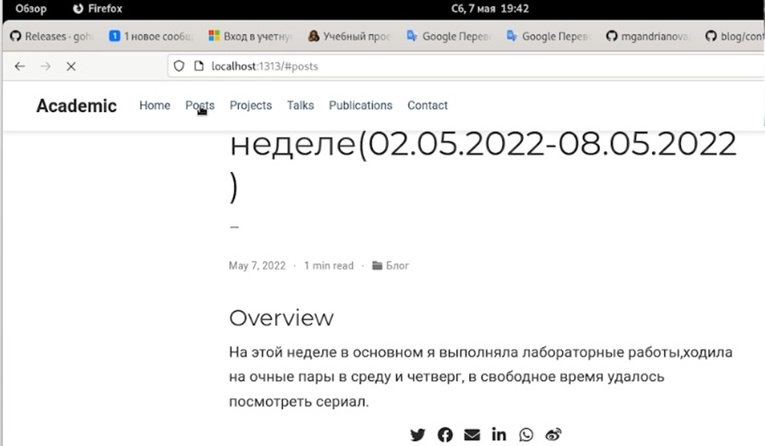 Обзор Firefox Сб, 7 мая 19:42
Releases · goh 1 новое сообщ Вход в учетну Учебный прос Google Перев Google Перев mgandrianova blog/cont
localhost:1313/#posts
Academic Home Posts Projects Talks Publications Contact
неделе(02.05.2022-08.05.2022
)
–
May 7, 2022 · 1 min read · Блог
Overview
На этой неделе в основном я выполняла лабораторные работы,ходила
на очные пары в среду и четверг, в свободное время удалось
посмотреть сериал.